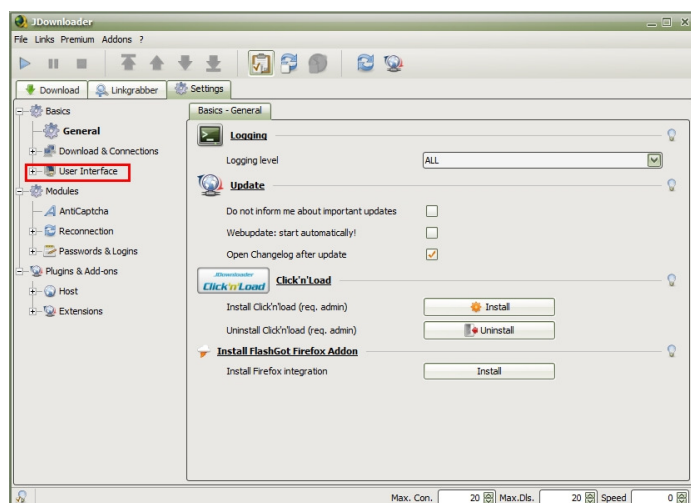 JDownloader
File Links Premium Addons ?
Download Linkgrabber Settings
Basics
General
Download & Connections
User Interface
Modules
AntiCaptcha
Reconnection
Passwords & Logins
Plugins & Add-ons
Host
Extensions
Basics - General
Logging
Logging level ALL
Update
Do not inform me about important updates
Webupdate: start automatically!
Open Changelog after update
JDownloader
Click'n'Load Click'n'Load
Install Click'n'load (req. admin) Install
Uninstall Click'n'load (req. admin) Uninstall
Install FlashGot Firefox Addon
Install Firefox integration Install
Max. Con. 20 Max.Dls. 20 Speed 0